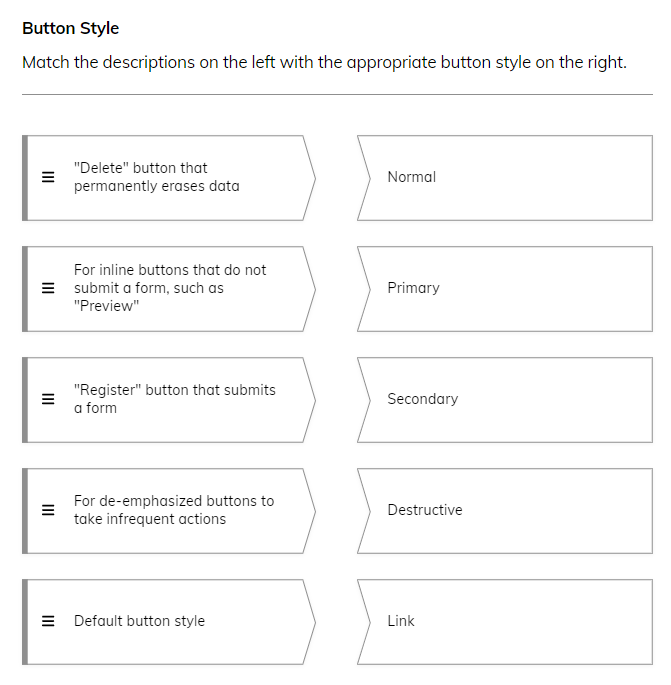 Button Style
Match the descriptions on the left with the appropriate button style on the right.
"Delete" button that
permanently erases data
Normal
For inline buttons that do not
submit a form, such as
"Preview"
Primary
"Register" button that submits
a form
Secondary
For de-emphasized buttons to
take infrequent actions
Destructive
Default button style
Link